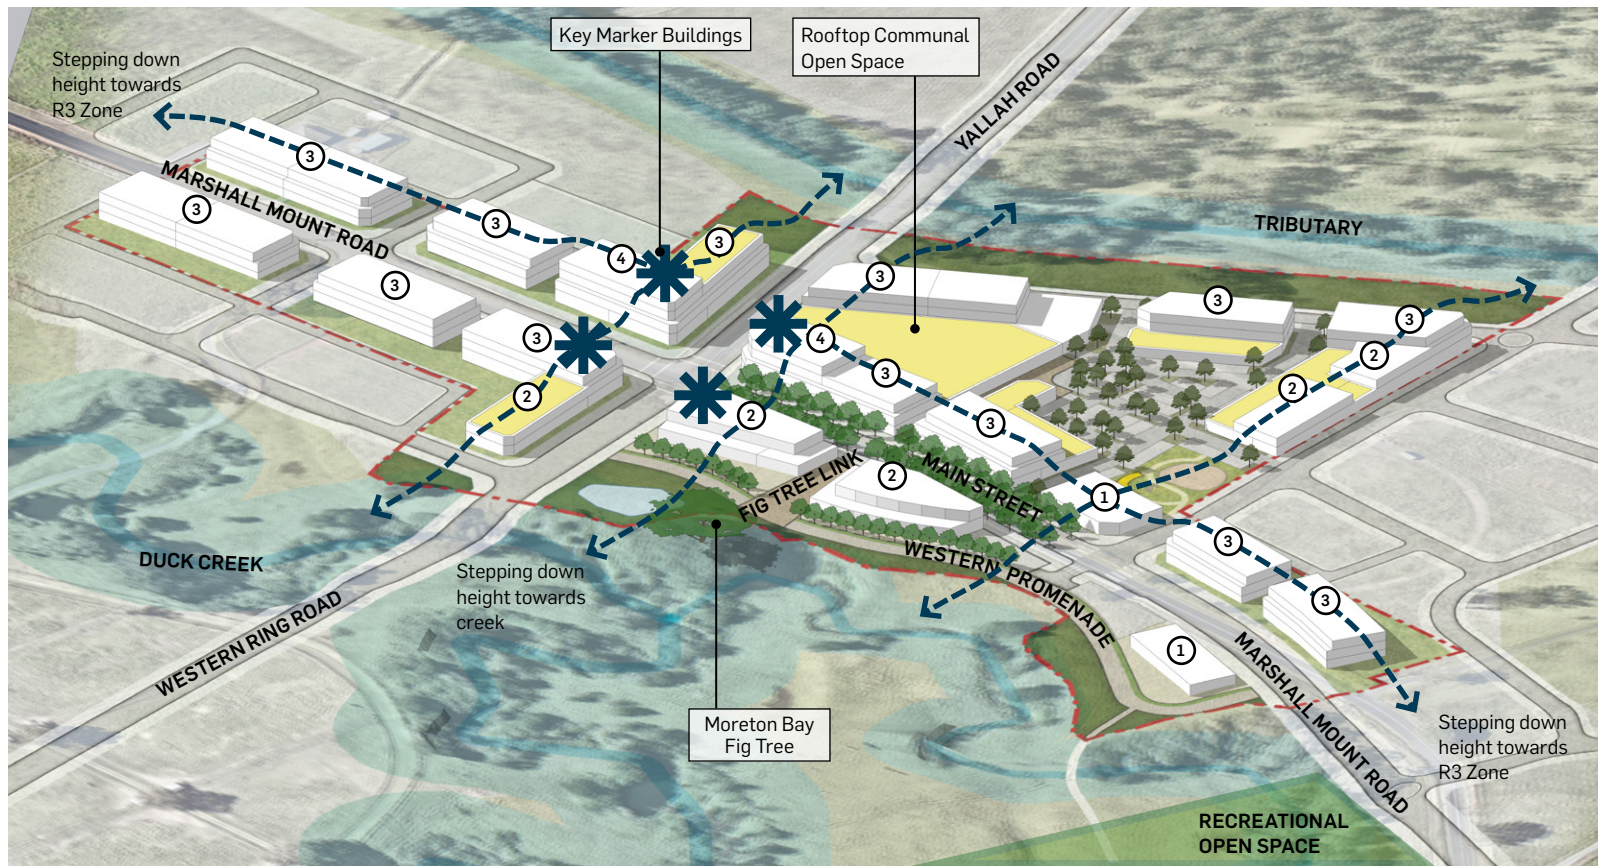 Key Marker Buildings
Rooftop Communal
Open Space
Stepping down
height towards
R3 Zone
YALLAH ROAD
MARSHALL MOUNT ROAD
TRIBUTARY
3
3
3
4
3
3
3
2
3
4
3
3
3
3
2
2
2
2
1
3
3
1
FIG TREE LINK
MAIN STREET
WESTERN PROMENADE
DUCK CREEK
WESTERN RING ROAD
Stepping down
height towards
creek
Moreton Bay
Fig Tree
MARSHALL MOUNT ROAD
Stepping down
height towards
R3 Zone
RECREATIONAL
OPEN SPACE